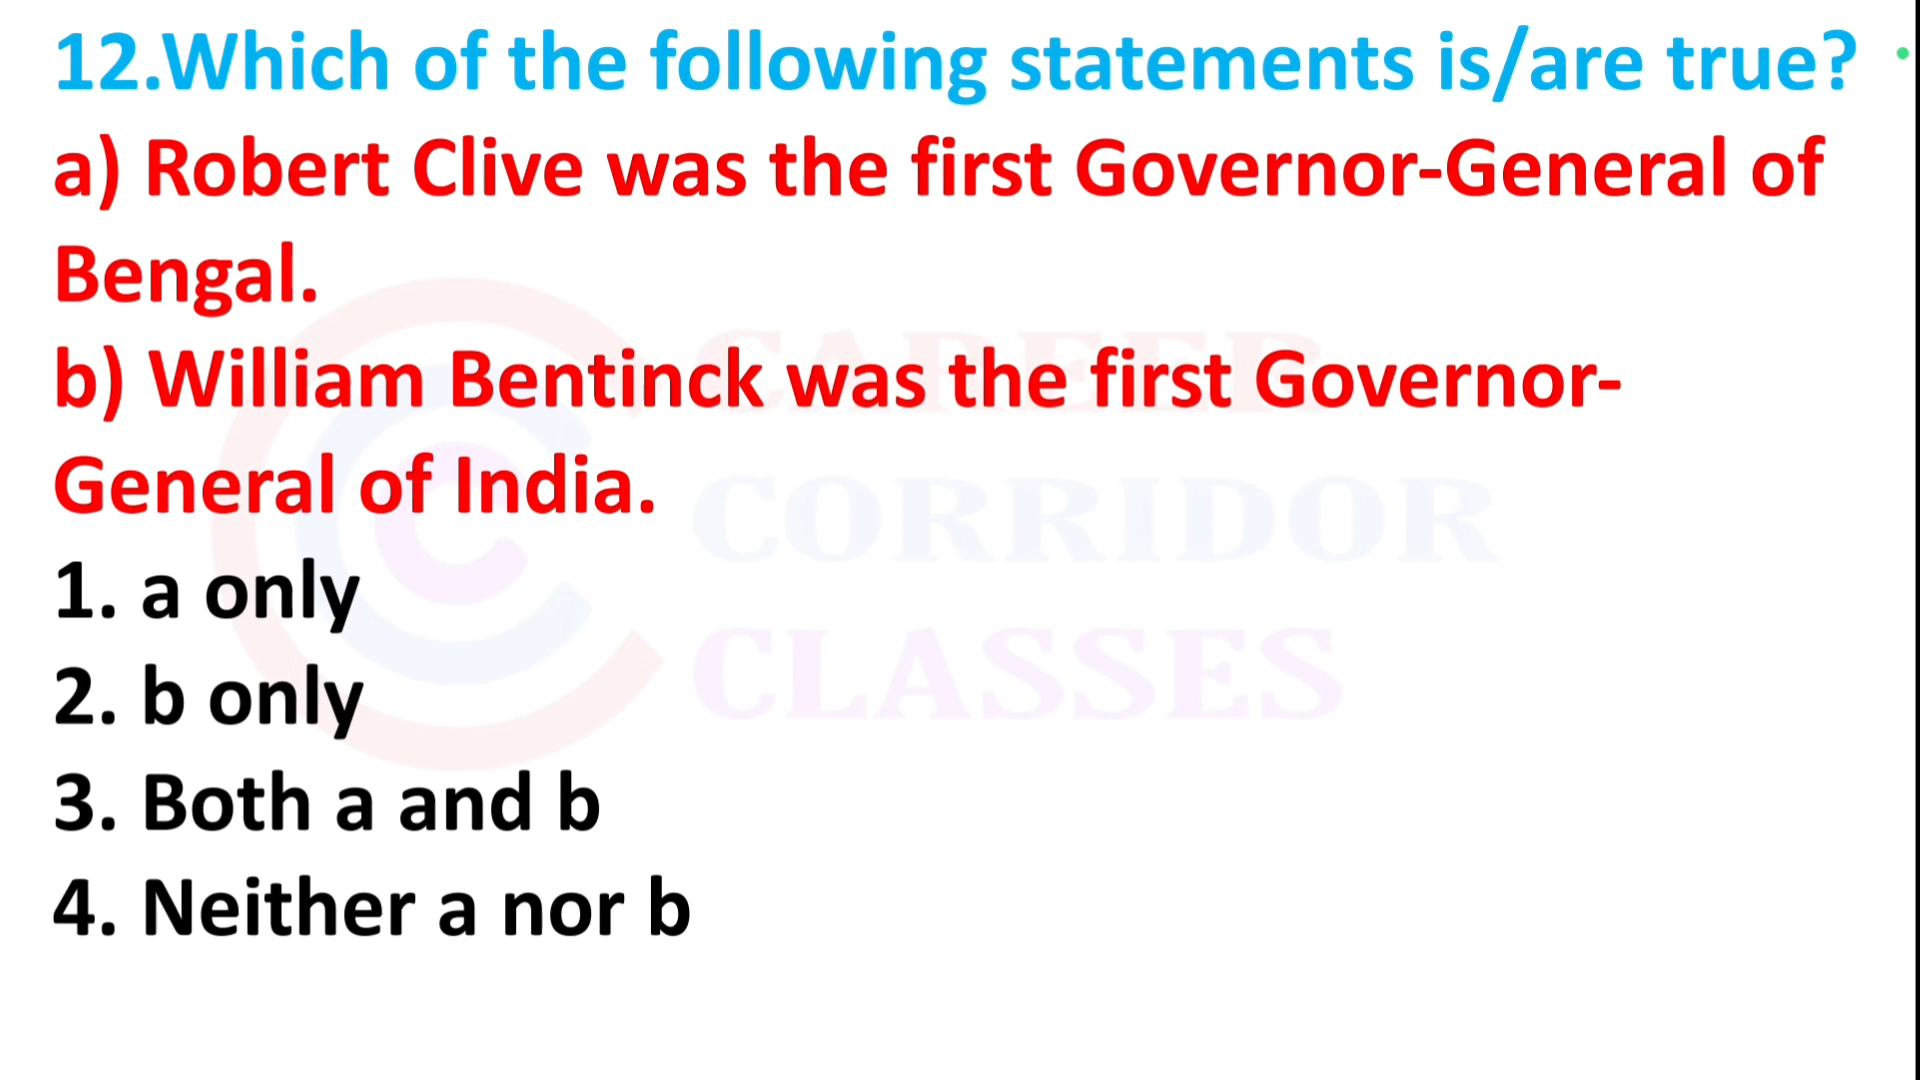 12.Which of the following statements is/are true?
a) Robert Clive was the first Governor-General of
Bengal.
b) William Bentinck was the first Governor-
General of India.
1. a only
2. b only
3. Both a and b
4. Neither a nor b
CAREER
CORRIDOR
CLASSES